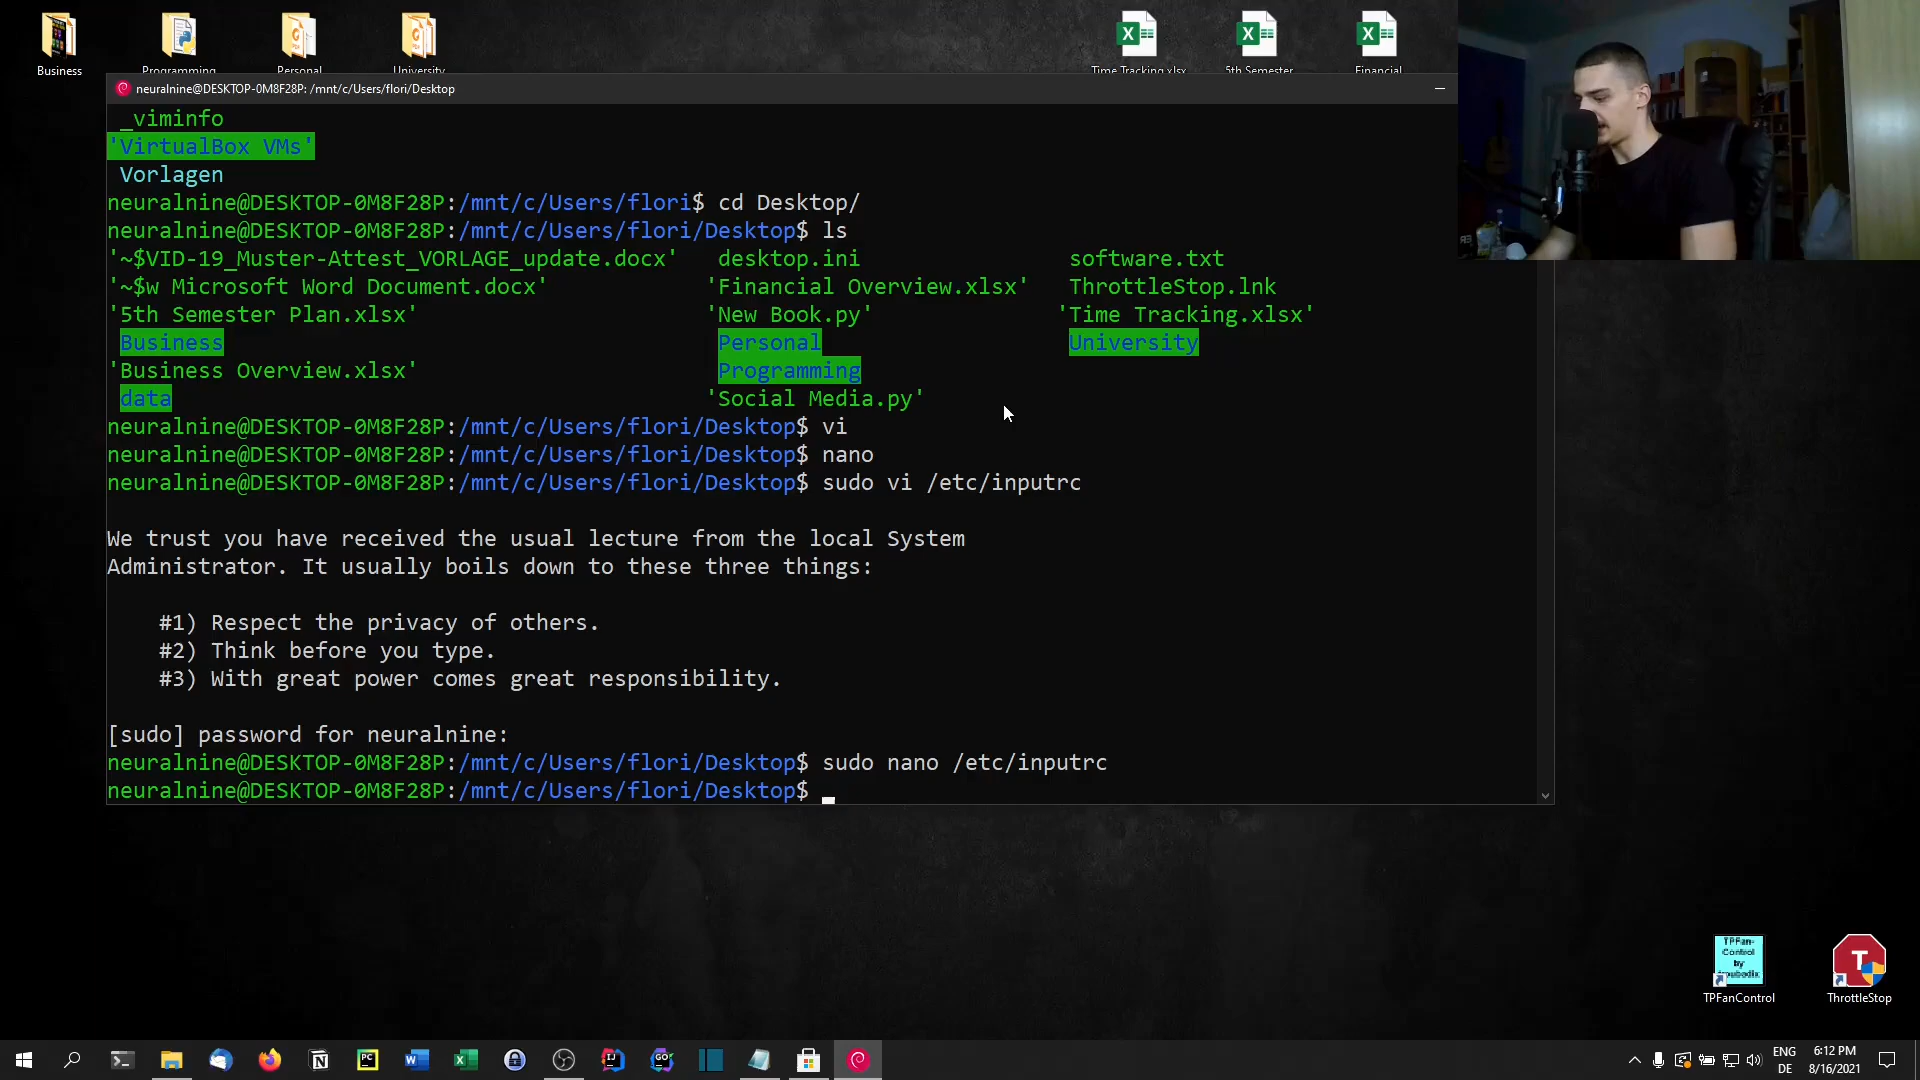 Business
Programming
Personal
University
Time Tracking.xlsx
5th Semester
Financial
neuralnine@DESKTOP-0M8F28P: /mnt/c/Users/flori/Desktop
_viminfo
'VirtualBox VMs'
Vorlagen
neuralnine@DESKTOP-0M8F28P:/mnt/c/Users/flori$ cd Desktop/
neuralnine@DESKTOP-0M8F28P:/mnt/c/Users/flori/Desktop$ ls
'~$VID-19_Muster-Attest_VORLAGE_update.docx' desktop.ini software.txt
'~$w Microsoft Word Document.docx' 'Financial Overview.xlsx' ThrottleStop.lnk
'5th Semester Plan.xlsx' 'New Book.py' 'Time Tracking.xlsx'
Business Personal University
'Business Overview.xlsx' Programming
data 'Social Media.py'
neuralnine@DESKTOP-0M8F28P:/mnt/c/Users/flori/Desktop$ vi
neuralnine@DESKTOP-0M8F28P:/mnt/c/Users/flori/Desktop$ nano
neuralnine@DESKTOP-0M8F28P:/mnt/c/Users/flori/Desktop$ sudo vi /etc/inputrc
We trust you have received the usual lecture from the local System
Administrator. It usually boils down to these three things:
#1) Respect the privacy of others.
#2) Think before you type.
#3) With great power comes great responsibility.
[sudo] password for neuralnine:
neuralnine@DESKTOP-0M8F28P:/mnt/c/Users/flori/Desktop$ sudo nano /etc/inputrc
neuralnine@DESKTOP-0M8F28P:/mnt/c/Users/flori/Desktop$
TPFan-
Control
by
troubadix
TPFanControl
T
ThrottleStop
ENG
DE
6:12 PM
8/16/2021